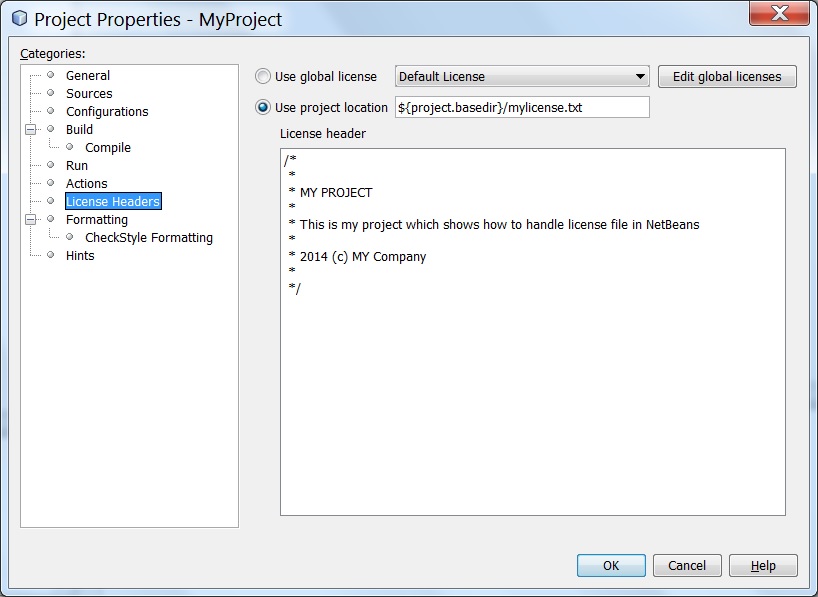 Project Properties - MyProject
Categories:
General
Sources
Configurations
Build
Compile
Run
Actions
License Headers
Formatting
CheckStyle Formatting
Hints
Use global license Default License Edit global licenses
Use project location ${project.basedir}/mylicense.txt
License header
/*
*
* MY PROJECT
*
* This is my project which shows how to handle license file in NetBeans
*
* 2014 (c) MY Company
*
*/
OK Cancel Help